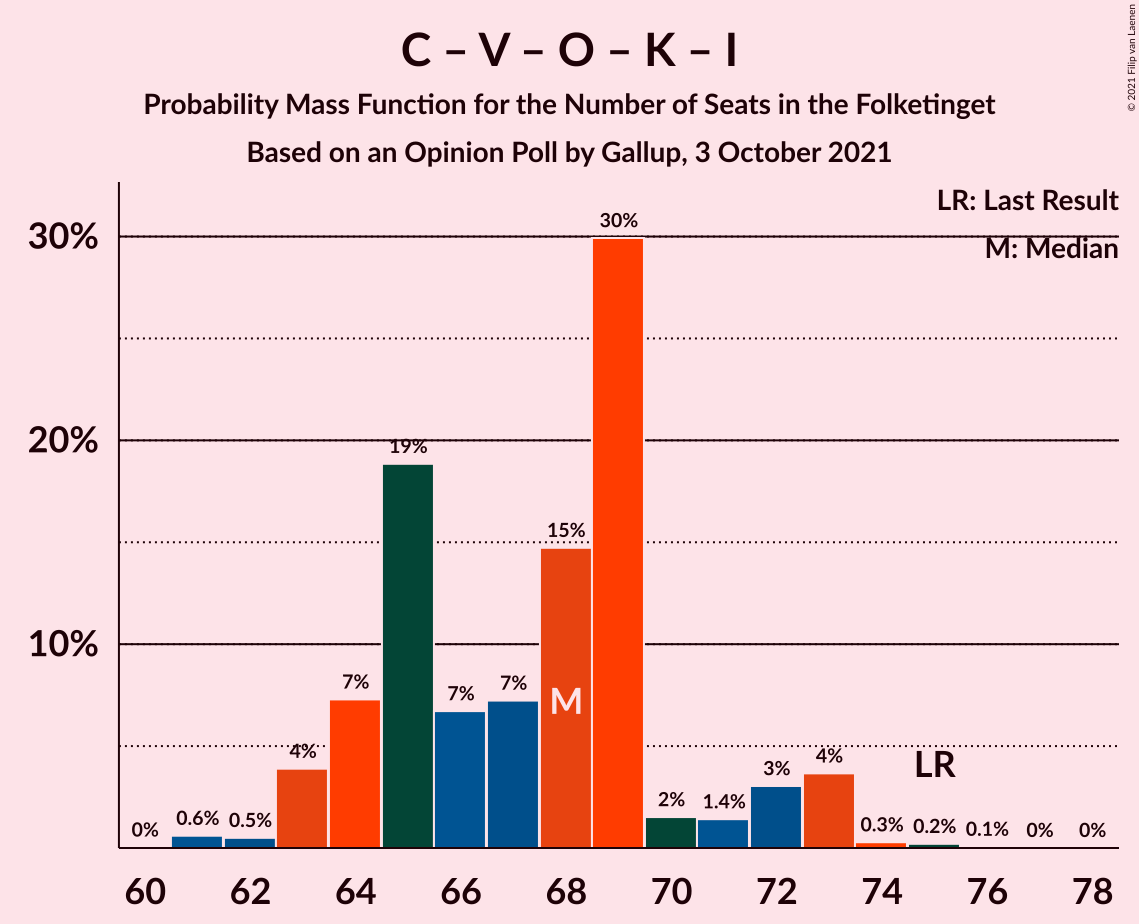 C – V – O – K – I
Probability Mass Function for the Number of Seats in the Folketinget
Based on an Opinion Poll by Gallup, 3 October 2021
© 2021 Filip van Laenen
LR: Last Result
M: Median
30%
20%
10%
0%
0.6%
0.5%
4%
7%
19%
7%
7%
15%
30%
2%
1.4%
3%
4%
0.3%
0.2%
0.1%
0%
0%
M
LR
60 62 64 66 68 70 72 74 76 78